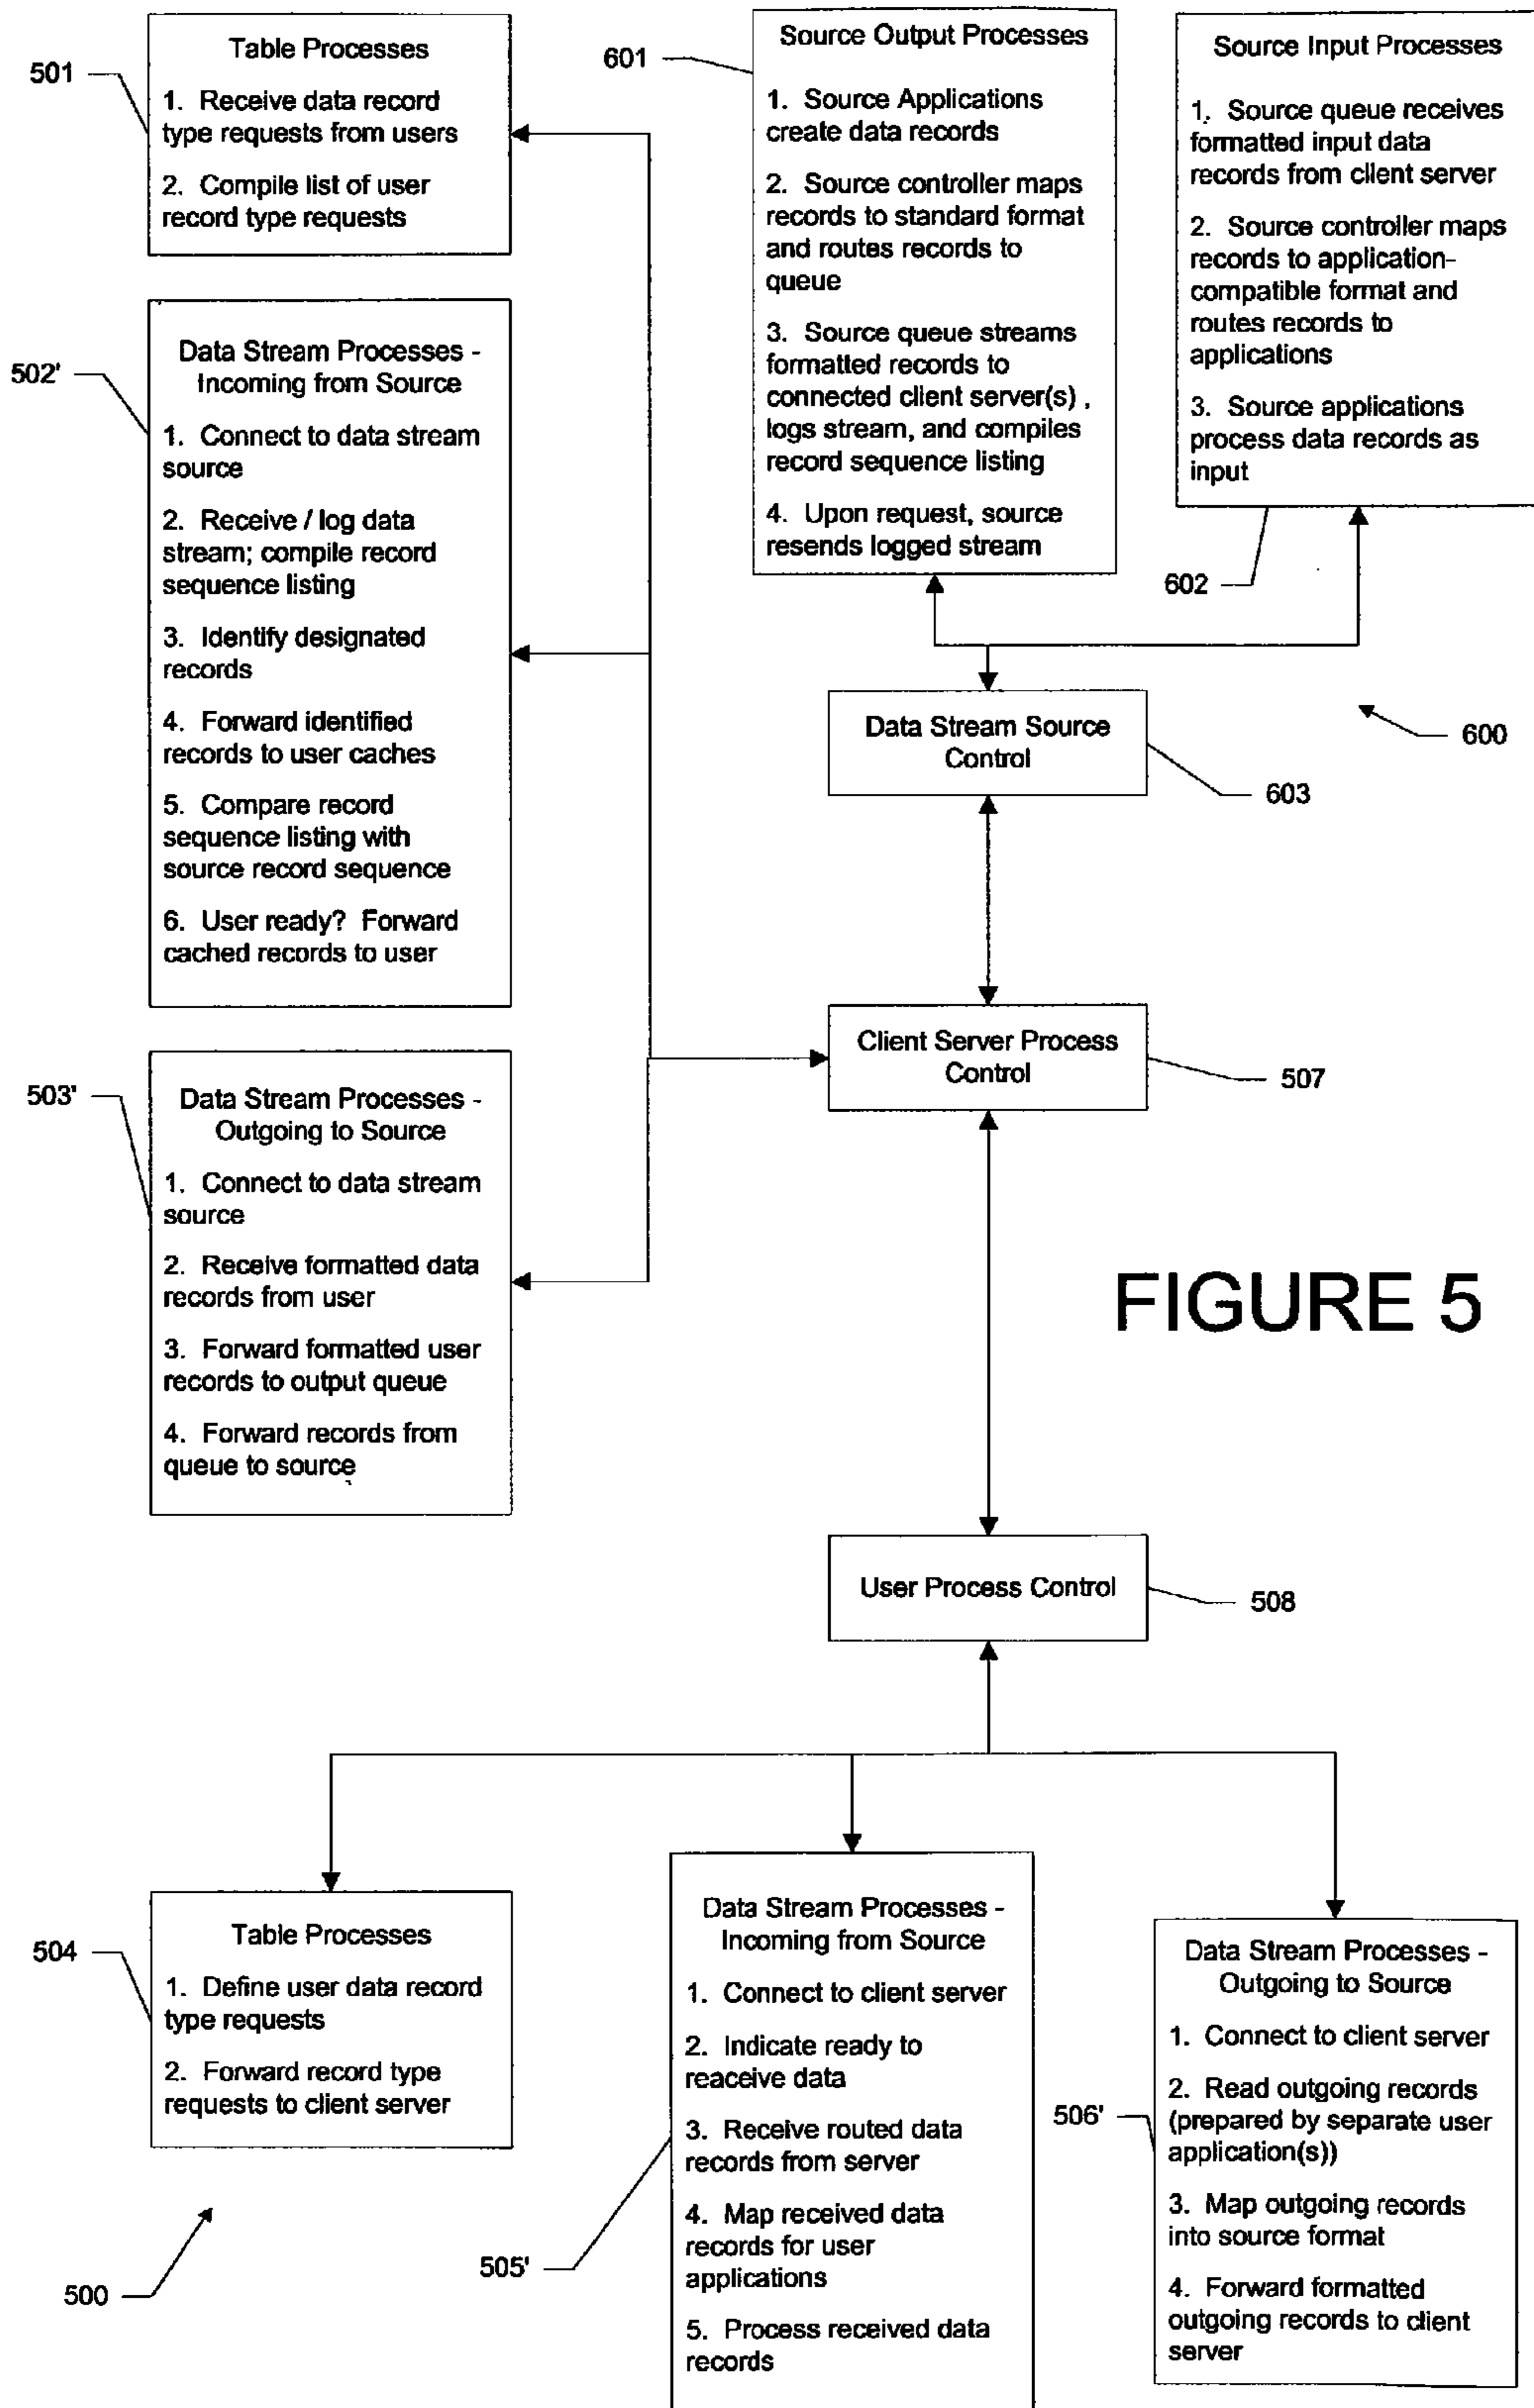 501
Table Processes
1. Receive data record
type requests from users
2. Compile list of user
record type requests
601
Source Output Processes
1. Source Applications
create data records
2. Source controller maps
records to standard format
and routes records to
queue
3. Source queue streams
formatted records to
connected client server(s) ,
logs stream, and compiles
record sequence listing
4. Upon request, source
resends logged stream
Source Input Processes
1. Source queue receives
formatted input data
records from client server
2. Source controller maps
records to application-
compatible format and
routes records to
applications
3. Source applications
process data records as
input
602
502'
Data Stream Processes -
Incoming from Source
1. Connect to data stream
source
2. Receive / log data
stream; compile record
sequence listing
3. Identify designated
records
4. Forward identified
records to user caches
5. Compare record
sequence listing with
source record sequence
6. User ready? Forward
cached records to user
Data Stream Source
Control
603
600
Client Server Process
Control
507
503'
Data Stream Processes -
Outgoing to Source
1. Connect to data stream
source
2. Receive formatted data
records from user
3. Forward formatted user
records to output queue
4. Forward records from
queue to source
FIGURE 5
User Process Control
508
504
Table Processes
1. Define user data record
type requests
2. Forward record type
requests to client server
500
505'
Data Stream Processes -
Incoming from Source
1. Connect to client server
2. Indicate ready to
reaceive data
3. Receive routed data
records from server
4. Map received data
records for user
applications
5. Process received data
records
506'
Data Stream Processes -
Outgoing to Source
1. Connect to client server
2. Read outgoing records
(prepared by separate user
application(s))
3. Map outgoing records
into source format
4. Forward formatted
outgoing records to client
server